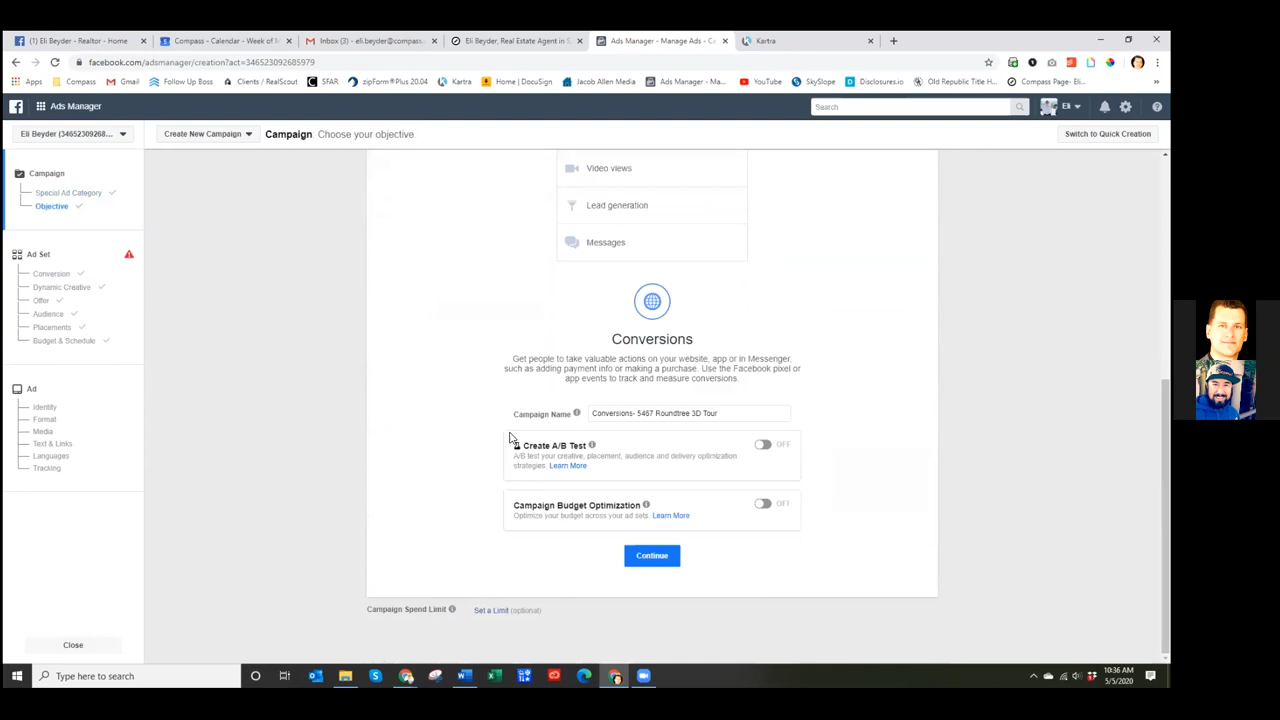 (1) Eli Beyder - Realtor - Home
Compass - Calendar - Week of M
Inbox (3) - eli.beyder@compass.
Eli Beyder, Real Estate Agent in S
Ads Manager - Manage Ads - Ca
Kartra
facebook.com/adsmanager/creation?act=346523092685979
Apps
Compass
Gmail
Follow Up Boss
Clients / RealScout
SFAR
zipForm®Plus 20.04
Kartra
Home | DocuSign
Jacob Allen Media
Ads Manager - Ma...
YouTube
SkySlope
Disclosures.io
Old Republic Title H...
Compass Page- Eli...
»
Ads Manager
Search
Eli
Eli Beyder (34652309268...
Create New Campaign
Campaign Choose your objective
Switch to Quick Creation
Campaign
Special Ad Category
Objective
Ad Set
Conversion
Dynamic Creative
Offer
Audience
Placements
Budget & Schedule
Ad
Identity
Format
Media
Text & Links
Languages
Tracking
Close
Video views
Lead generation
Messages
Conversions
Get people to take valuable actions on your website, app or in Messenger,
such as adding payment info or making a purchase. Use the Facebook pixel or
app events to track and measure conversions.
Campaign Name
Conversions- 5467 Roundtree 3D Tour
Create A/B Test
OFF
A/B test your creative, placement, audience and delivery optimization
strategies. Learn More
Campaign Budget Optimization
OFF
Optimize your budget across your ad sets. Learn More
Continue
Campaign Spend Limit
Set a Limit (optional)
Type here to search
10:36 AM
5/5/2020